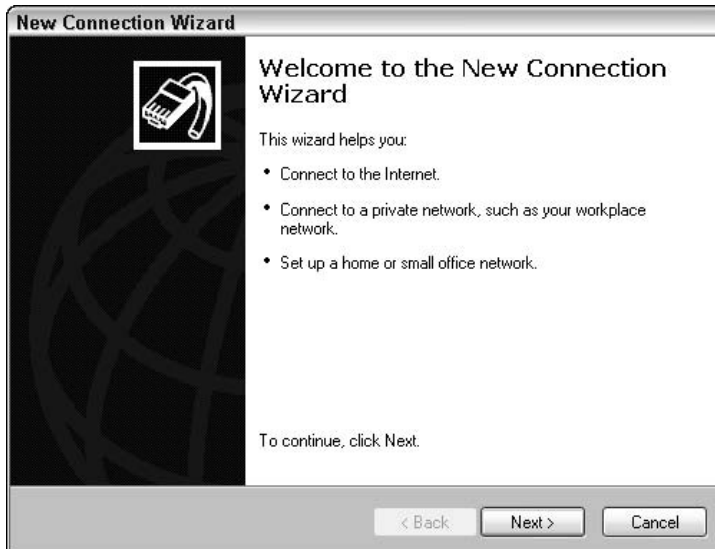 New Connection Wizard
Welcome to the New Connection
Wizard
This wizard helps you:
• Connect to the Internet.
• Connect to a private network, such as your workplace
network.
• Set up a home or small office network.
To continue, click Next.
< Back Next > Cancel